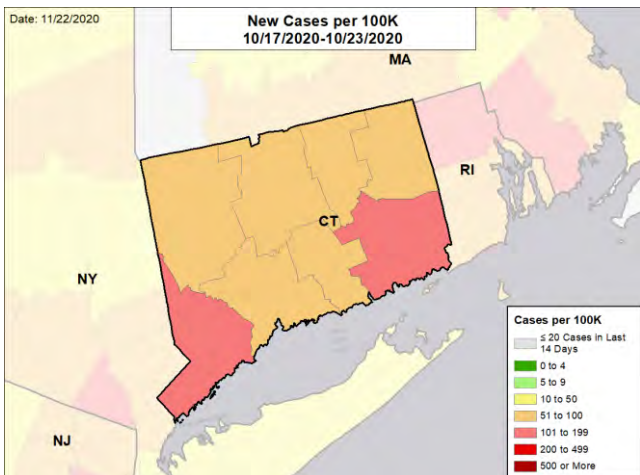 Date: 11/22/2020
New Cases per 100K
10/17/2020-10/23/2020
MA
RI
CT
NY
NJ
Cases per 100K
≤ 20 Cases in Last
14 Days
0 to 4
5 to 9
10 to 50
51 to 100
101 to 199
200 to 499
500 or More